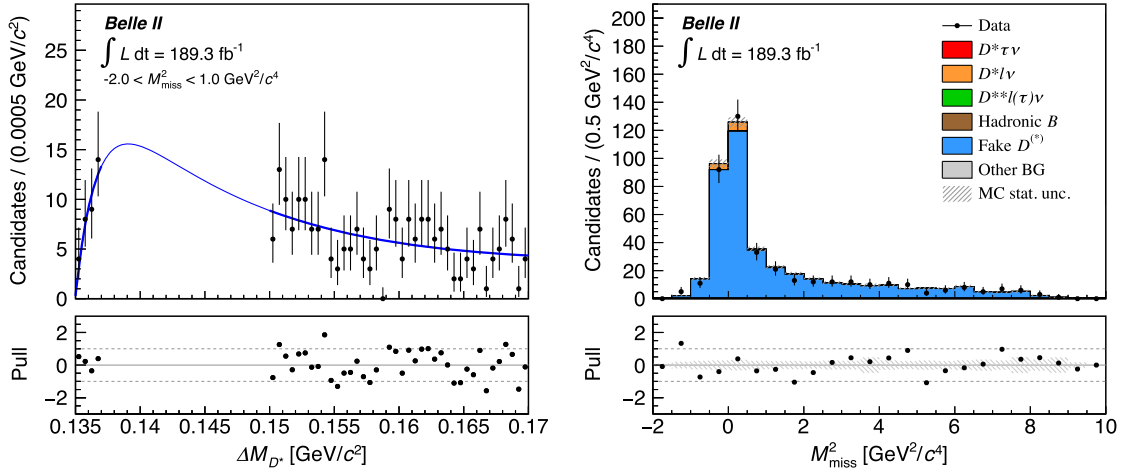 Belle II
∫ L dt = 189.3 fb⁻¹
-2.0 < M²miss < 1.0 GeV²/c⁴
Candidates / (0.0005 GeV/c²)
25
20
15
10
5
0
Pull
2
0
−2
0.135 0.14 0.145 0.15 0.155 0.16 0.165 0.17
ΔM_D⋆ [GeV/c²]
Belle II
∫ L dt = 189.3 fb⁻¹
Candidates / (0.5 GeV²/c⁴)
200
180
160
140
120
100
80
60
40
20
0
Data
D*τν
D*lν
D**l(τ)ν
Hadronic B
Fake D⁽*⁾
Other BG
MC stat. unc.
Pull
2
0
−2
−2 0 2 4 6 8 10
M²miss [GeV²/c⁴]